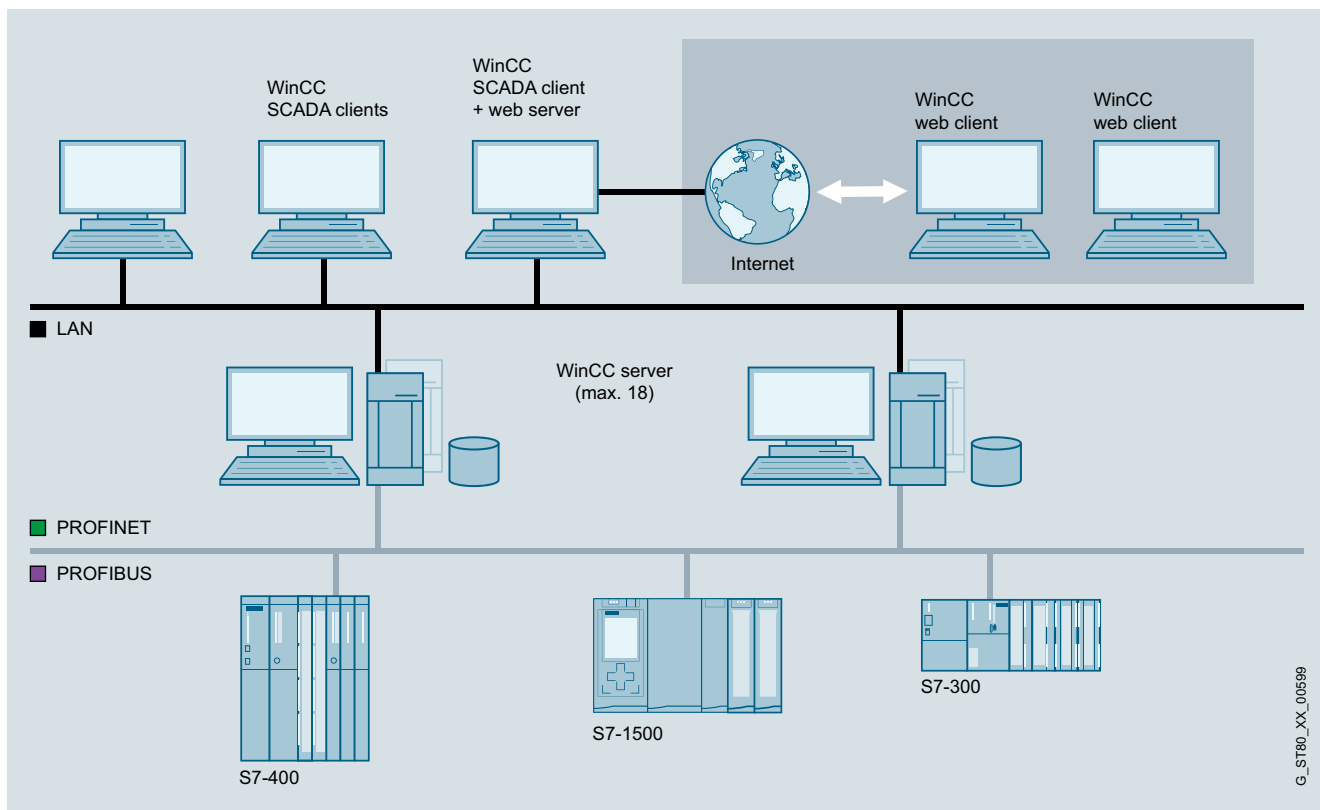 WinCC
SCADA clients
WinCC
SCADA client
+ web server
WinCC
web client
WinCC
web client
Internet
LAN
WinCC server
(max. 18)
PROFINET
PROFIBUS
S7-400
S7-1500
S7-300
G_ST80_XX_00599